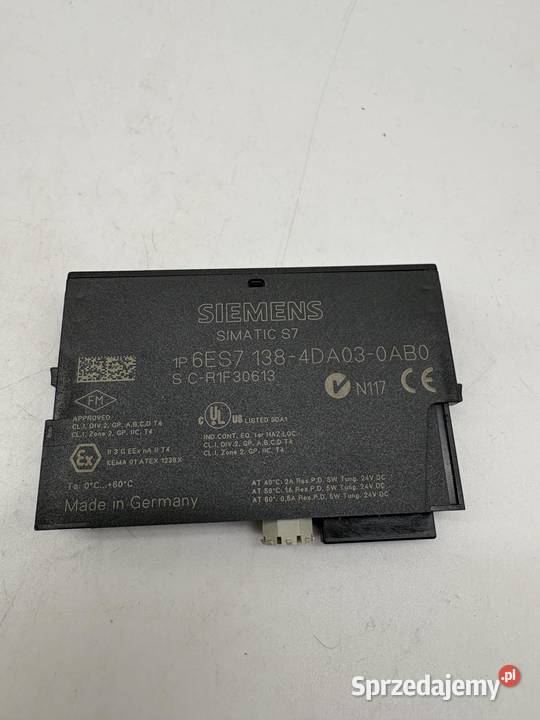 SIEMENS
SIMATIC S7
1P 6ES7 138-4DA03-0AB0
S C-R1F30613
N117
CE
FM
APPROVED
CL.I, DIV.2, GP. A,B,C,D T4
CL.I, Zone 2, GP. IIC, T4
C UL US LISTED 3DA1
IND.CONT. EQ. for HAZ.LOC.
CL.I, DIV.2, GP. A,B,C,D T4
CL.I, Zone 2, GP. IIC, T4
Ex
II 3 G EEx nA II T4
KEMA 01 ATEX 1238X
Ta: 0°C...+60°C
Made in Germany
AT 40°C: 2A Res P.D. 5W Tung. 24V DC
AT 50°C: 1A Res P.D. 5W Tung. 24V DC
AT 60°: 0,5A Res P.D. 5W Tung. 24V DC
Sprzedajemy.pl